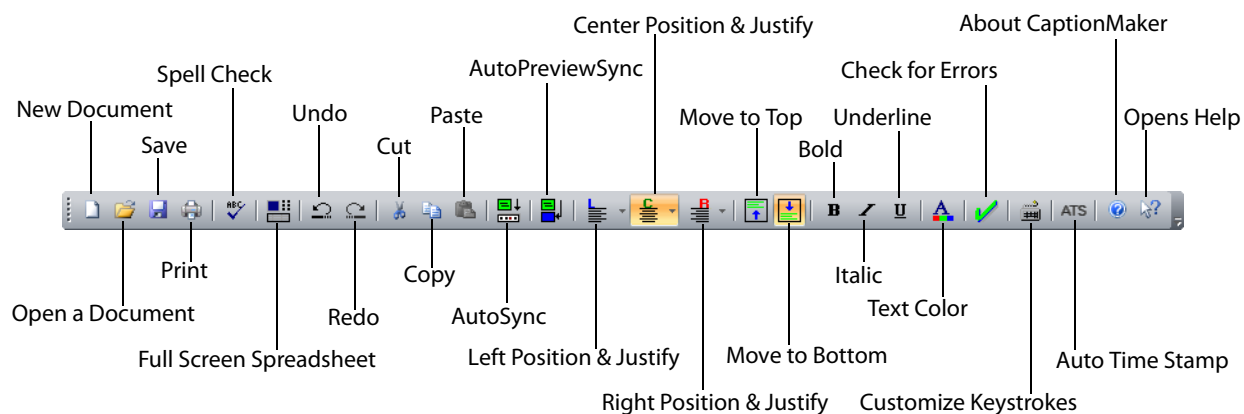 Center Position & Justify
About CaptionMaker
Spell Check
AutoPreviewSync
Check for Errors
New Document
Undo
Paste
Move to Top
Underline
Opens Help
Save
Cut
Bold
ABC
L
C
R
B
I
U
A
ATS
?
?
Print
Copy
Italic
Open a Document
Redo
AutoSync
Text Color
Full Screen Spreadsheet
Left Position & Justify
Move to Bottom
Auto Time Stamp
Right Position & Justify
Customize Keystrokes